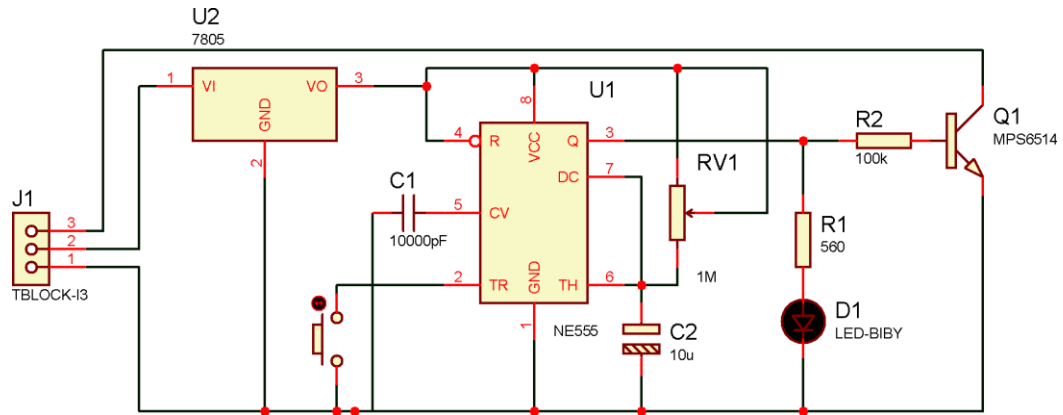 U2
7805
1
VI
VO
3
GND
2
J1
3
2
1
TBLOCK-I3
C1
10000pF
U1
8
4
R
VCC
Q
3
DC
7
5
CV
2
TR
GND
TH
6
1
NE555
RV1
1M
C2
10u
R2
100k
Q1
MPS6514
R1
560
D1
LED-BIBY